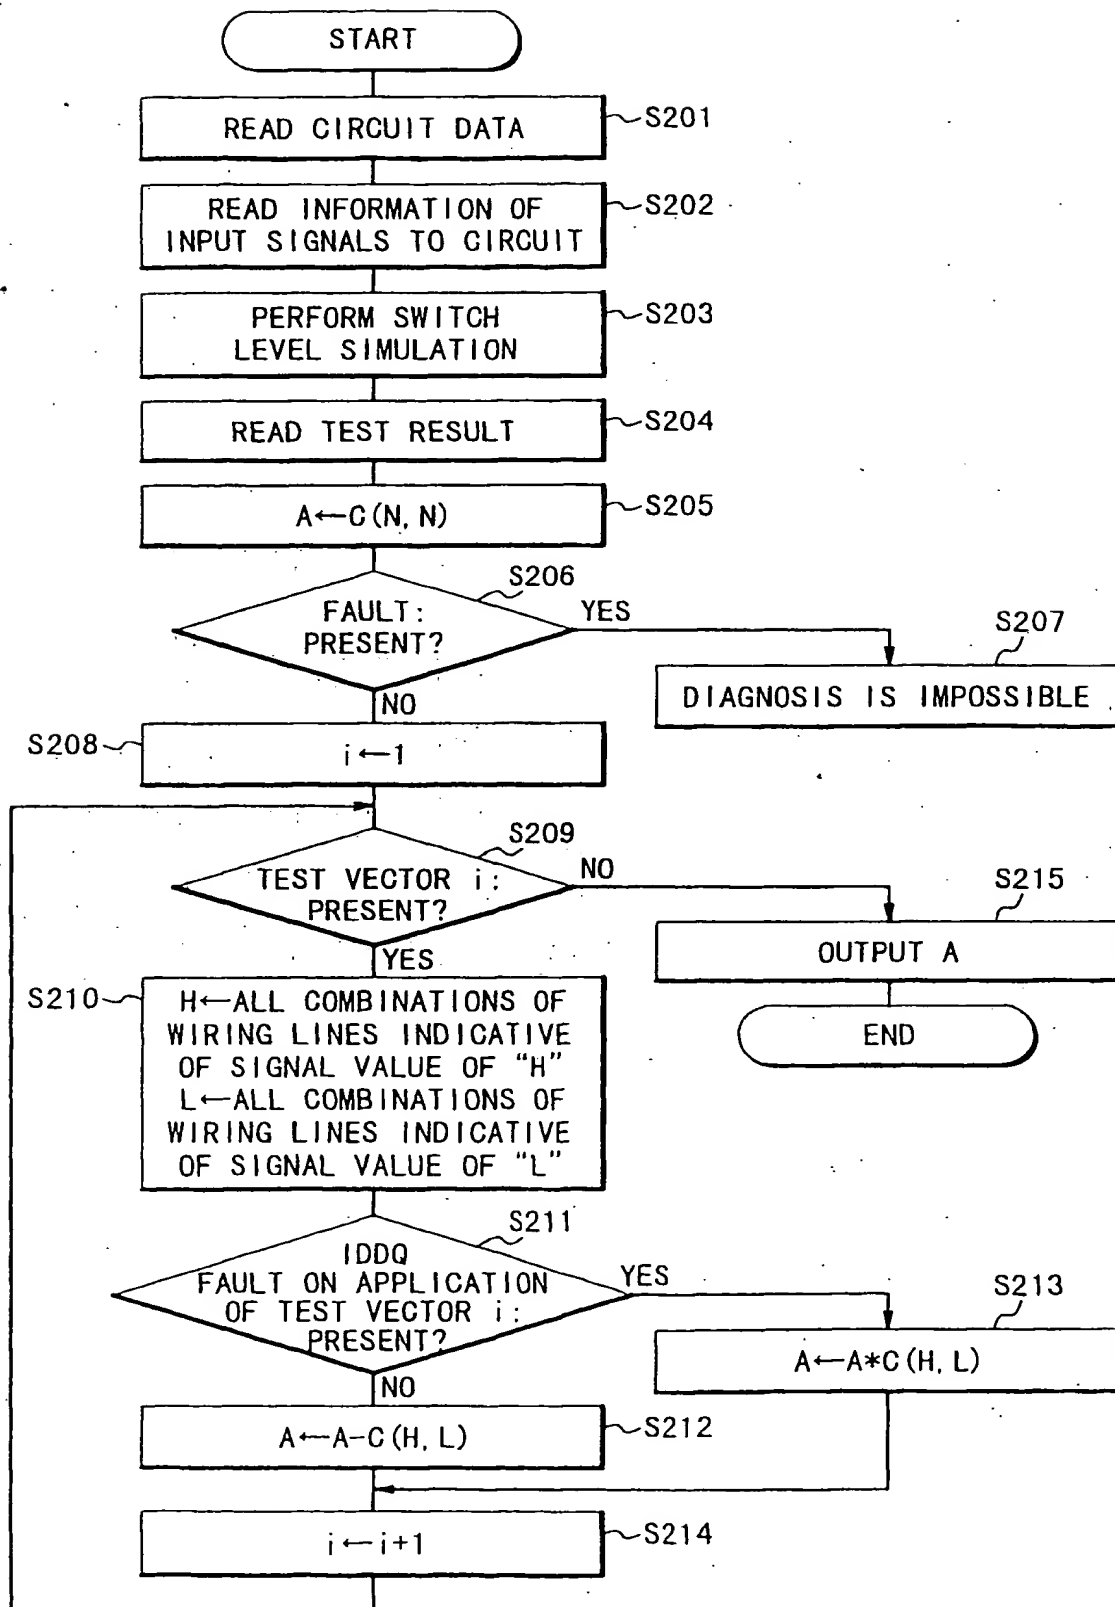 START
READ CIRCUIT DATA
S201
READ INFORMATION OF
INPUT SIGNALS TO CIRCUIT
S202
PERFORM SWITCH
LEVEL SIMULATION
S203
READ TEST RESULT
S204
A←C(N, N)
S205
S206
FAULT:
PRESENT?
YES
S207
DIAGNOSIS IS IMPOSSIBLE
NO
S208
i←1
S209
TEST VECTOR i:
PRESENT?
NO
S215
OUTPUT A
YES
END
S210
H←ALL COMBINATIONS OF
WIRING LINES INDICATIVE
OF SIGNAL VALUE OF "H"
L←ALL COMBINATIONS OF
WIRING LINES INDICATIVE
OF SIGNAL VALUE OF "L"
S211
IDDQ
FAULT ON APPLICATION
OF TEST VECTOR i:
PRESENT?
YES
S213
A←A*C(H, L)
NO
A←A-C(H, L)
S212
i←i+1
S214